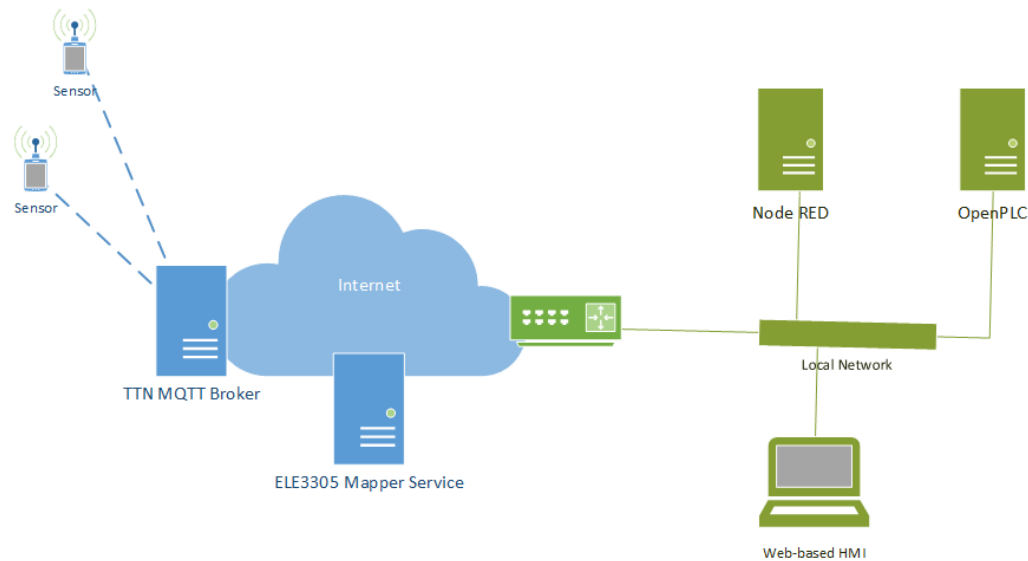 Sensor
Sensor
Node RED
OpenPLC
Internet
Local Network
TTN MQTT Broker
ELE3305 Mapper Service
Web-based HMI